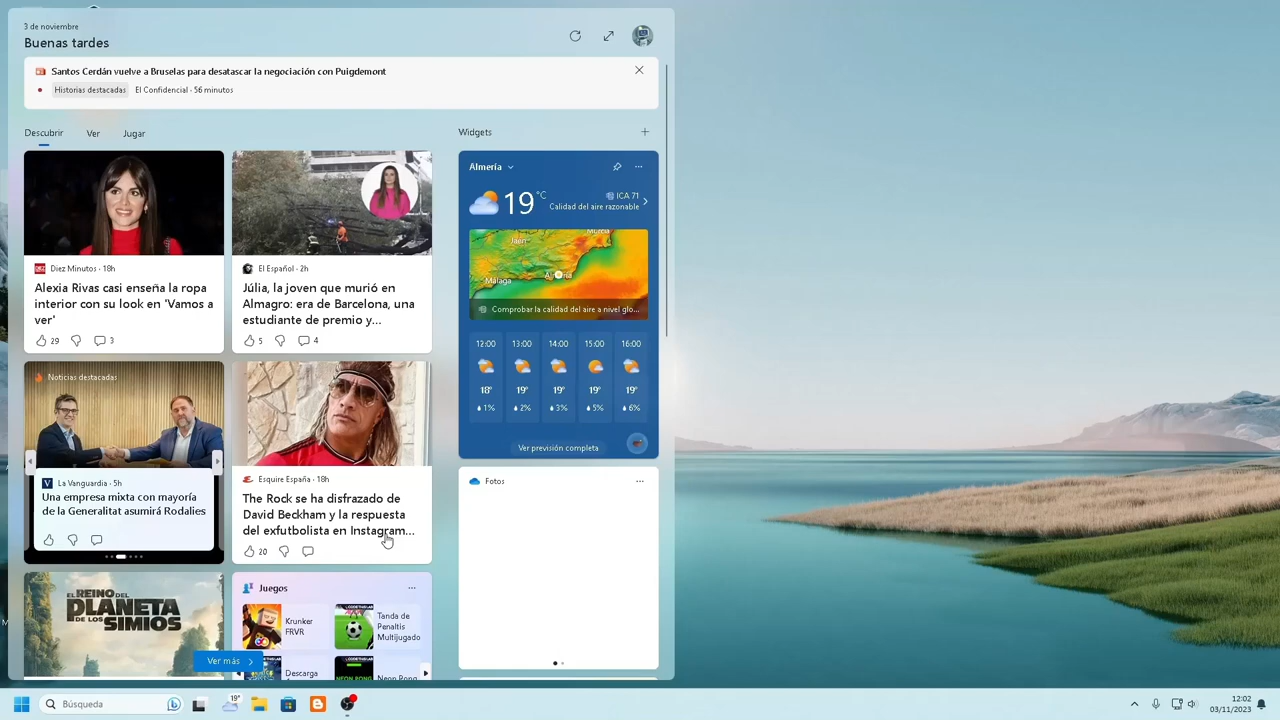 3 de noviembre
Buenas tardes
Santos Cerdán vuelve a Bruselas para desatascar la negociación con Puigdemont
Historias destacadas El Confidencial · 56 minutos
Descubrir Ver Jugar
Diez Minutos · 18h
Alexia Rivas casi enseña la ropa
interior con su look en 'Vamos a
ver'
29 3
El Español · 2h
Júlia, la joven que murió en
Almagro: era de Barcelona, una
estudiante de premio y...
5 4
Noticias destacadas
La Vanguardia · 5h
Una empresa mixta con mayoría
de la Generalitat asumirá Rodalies
Esquire España · 18h
The Rock se ha disfrazado de
David Beckham y la respuesta
del exfutbolista en Instagram...
20
EL REINO DEL
PLANETA
DE LOS
SIMIOS
Ver más
Juegos
Krunker
FRVR
Tanda de
Penaltis
Multijugado
Descarga
NEON PONG
Neon Pong
Widgets
Almería
19 °C
ICA 71
Calidad del aire razonable
Jaén
Murcia
Málaga
Almería
Comprobar la calidad del aire a nivel glo...
12:00 13:00 14:00 15:00 16:00
18° 19° 19° 19° 19°
1% 2% 3% 5% 6%
Ver previsión completa
Fotos
Búsqueda
19°
12:02
03/11/2023